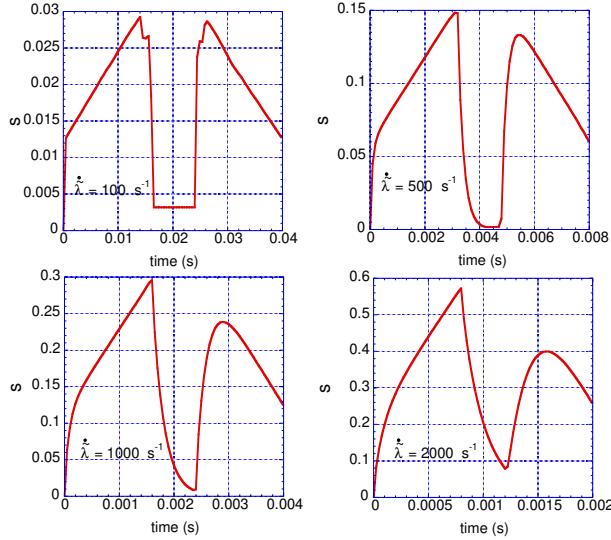 0.03
0.025
0.02
0.015
0.01
0.005
0
s
0 0.01 0.02 0.03 0.04
time (s)
λ̃̇ = 100 s⁻¹
0.15
0.1
0.05
0
s
0 0.002 0.004 0.006 0.008
time (s)
λ̃̇ = 500 s⁻¹
0.3
0.25
0.2
0.15
0.1
0.05
0
s
0 0.001 0.002 0.003 0.004
time (s)
λ̃̇ = 1000 s⁻¹
0.6
0.5
0.4
0.3
0.2
0.1
0
s
0 0.0005 0.001 0.0015 0.002
time (s)
λ̃̇ = 2000 s⁻¹